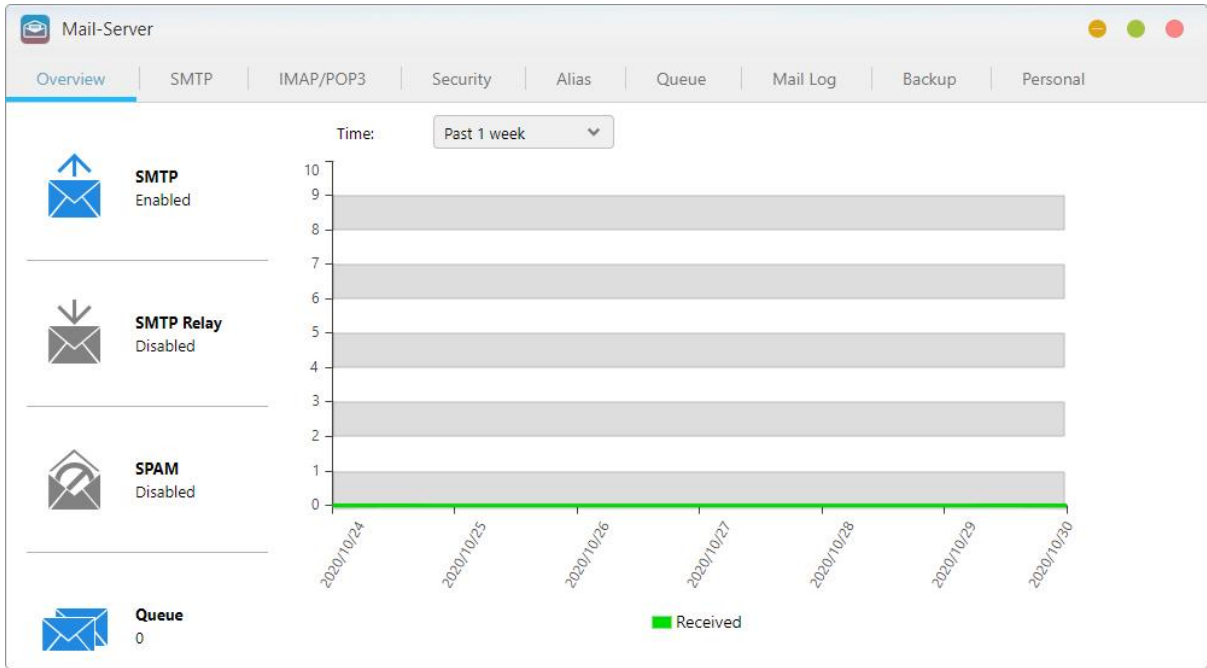 Mail-Server
Overview SMTP IMAP/POP3 Security Alias Queue Mail Log Backup Personal
SMTP
Enabled
SMTP Relay
Disabled
SPAM
Disabled
Queue
0
Time: Past 1 week
10
9
8
7
6
5
4
3
2
1
0
2020/10/24 2020/10/25 2020/10/26 2020/10/27 2020/10/28 2020/10/29 2020/10/30
Received